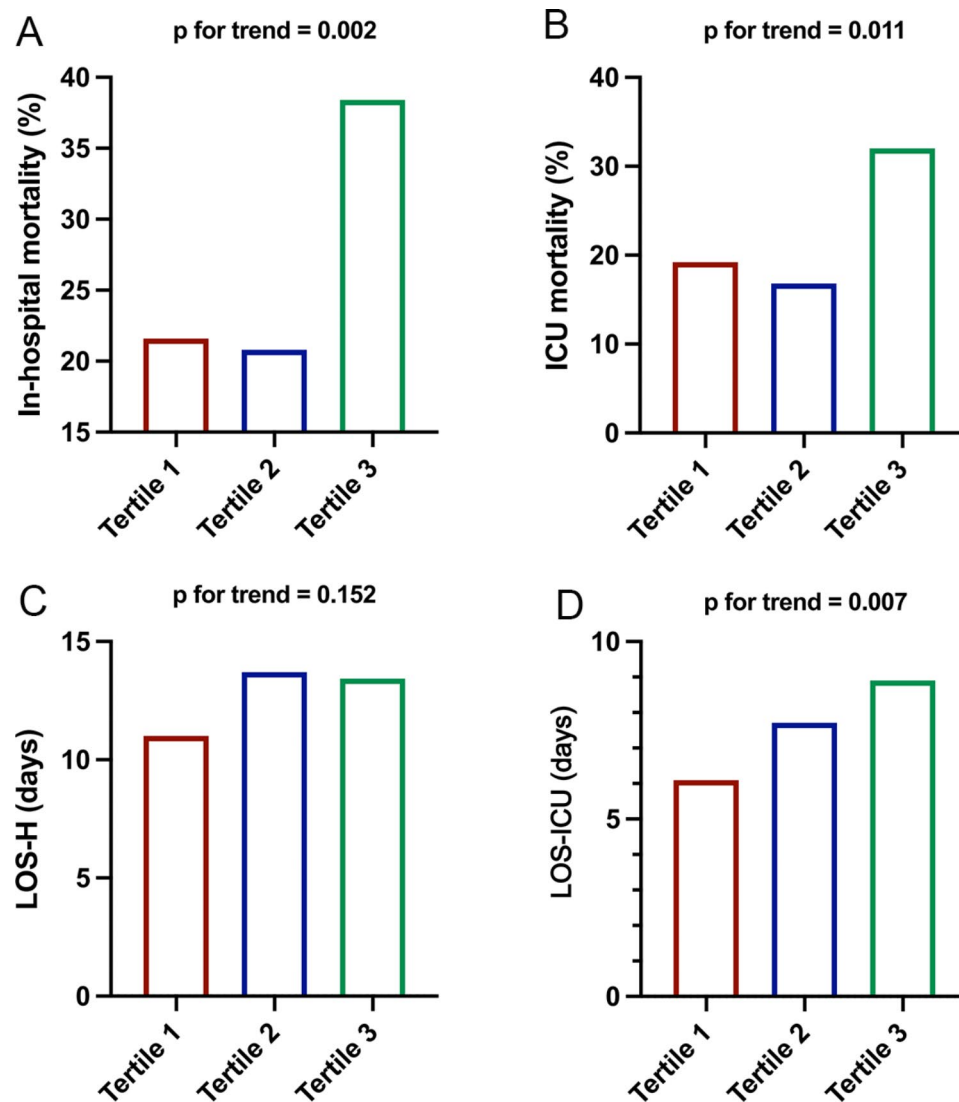 A
p for trend = 0.002
In-hospital mortality (%)
40
35
30
25
20
15
Tertile 1
Tertile 2
Tertile 3
B
p for trend = 0.011
ICU mortality (%)
40
30
20
10
0
Tertile 1
Tertile 2
Tertile 3
C
p for trend = 0.152
LOS-H (days)
15
10
5
0
Tertile 1
Tertile 2
Tertile 3
D
p for trend = 0.007
LOS-ICU (days)
10
5
0
Tertile 1
Tertile 2
Tertile 3